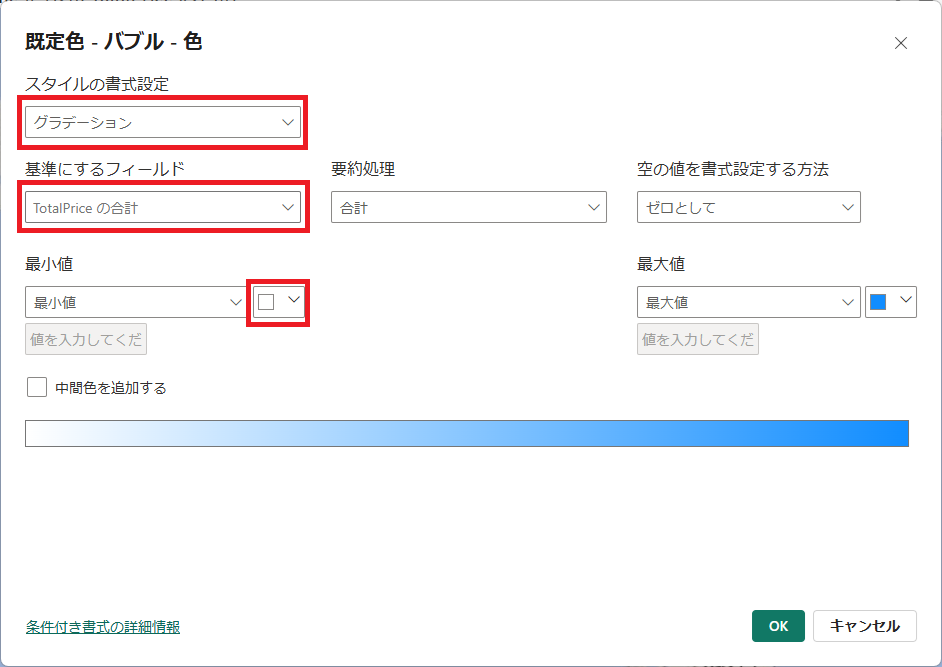 既定色 - バブル - 色
スタイルの書式設定
グラデーション
基準にするフィールド
要約処理
空の値を書式設定する方法
TotalPrice の合計
合計
ゼロとして
最小値
最大値
最小値
最大値
値を入力してくだ
値を入力してくだ
中間色を追加する
条件付き書式の詳細情報
OK
キャンセル